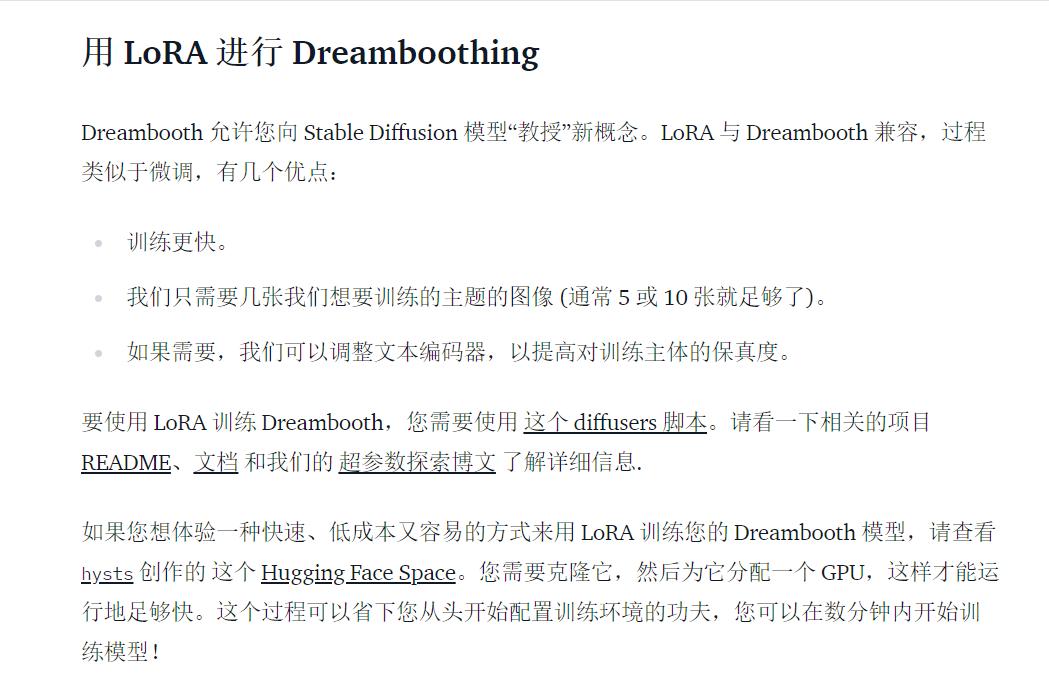 用 LoRA 进行 Dreamboothing
Dreambooth 允许您向 Stable Diffusion 模型“教授”新概念。LoRA 与 Dreambooth 兼容，过程
类似于微调，有几个优点：
训练更快。
我们只需要几张我们想要训练的主题的图像 (通常 5 或 10 张就足够了)。
如果需要，我们可以调整文本编码器，以提高对训练主体的保真度。
要使用 LoRA 训练 Dreambooth，您需要使用 这个 diffusers 脚本。请看一下相关的项目
README、文档 和我们的 超参数探索博文 了解详细信息.
如果您想体验一种快速、低成本又容易的方式来用 LoRA 训练您的 Dreambooth 模型，请查看
hysts 创作的 这个 Hugging Face Space。您需要克隆它，然后为它分配一个 GPU，这样才能运
行地足够快。这个过程可以省下您从头开始配置训练环境的功夫，您可以在数分钟内开始训
练模型！